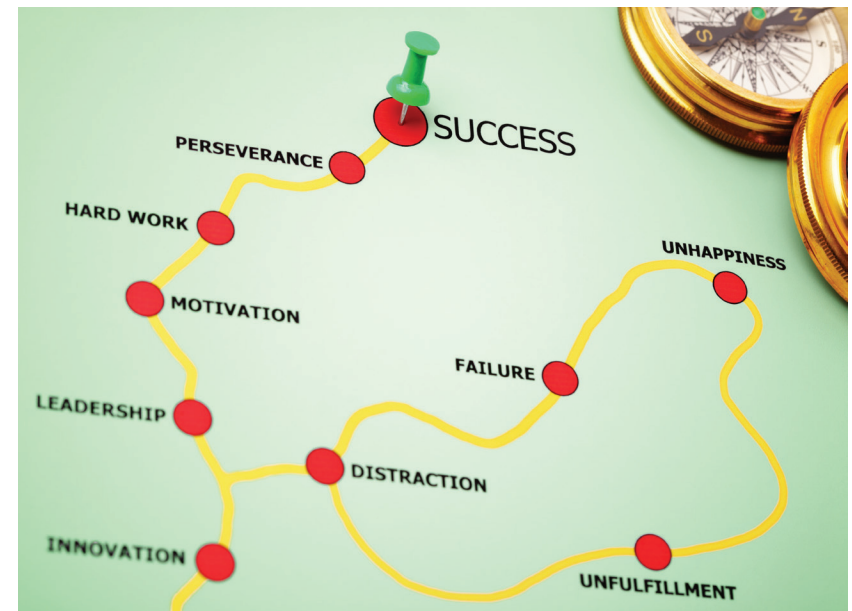 SUCCESS
PERSEVERANCE
HARD WORK
UNHAPPINESS
MOTIVATION
FAILURE
LEADERSHIP
DISTRACTION
INNOVATION
UNFULFILLMENT
N
S
S